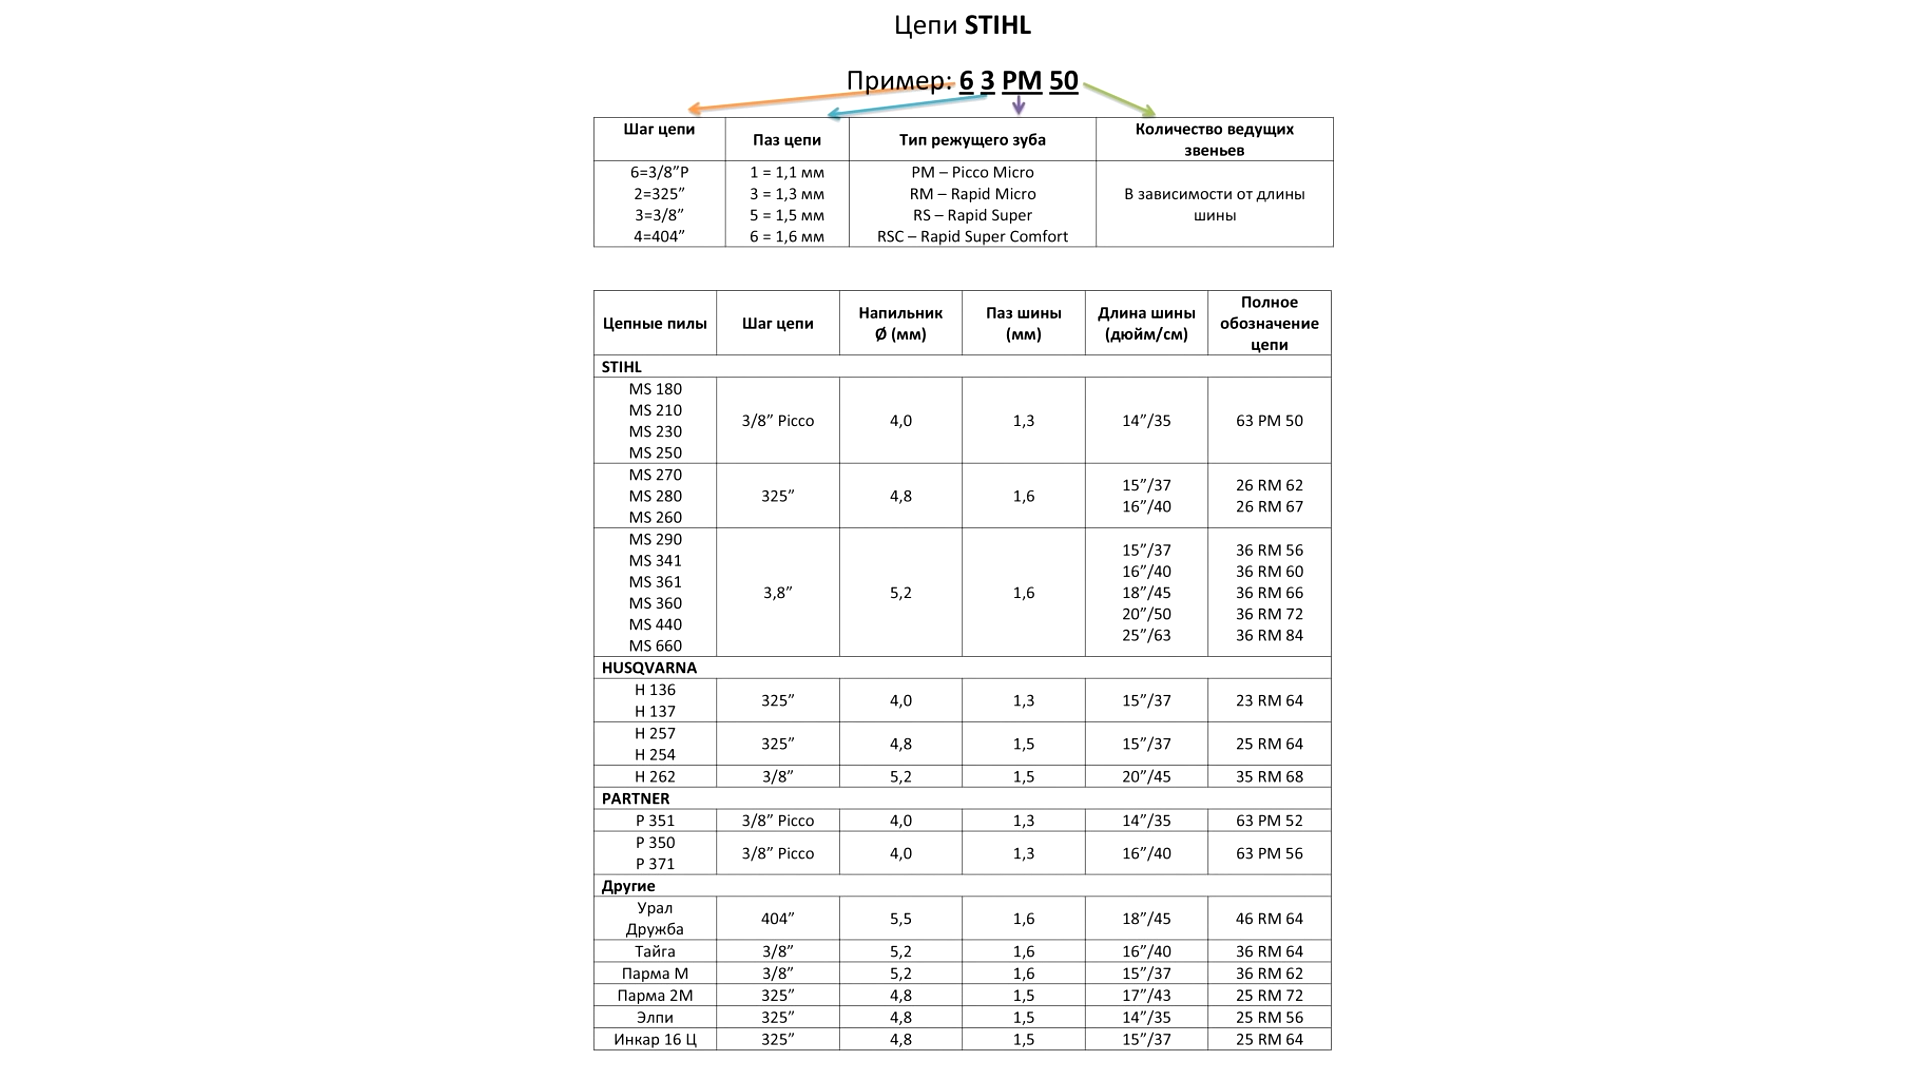 Цепи STIHL
Пример: 6 3 PM 50
Шаг цепи
Паз цепи
Тип режущего зуба
Количество ведущих
звеньев
6=3/8”P
2=325”
3=3/8”
4=404”
1 = 1,1 мм
3 = 1,3 мм
5 = 1,5 мм
6 = 1,6 мм
PM – Picco Micro
RM – Rapid Micro
RS – Rapid Super
RSC – Rapid Super Comfort
В зависимости от длины
шины
Цепные пилы
Шаг цепи
Напильник
Ø (мм)
Паз шины
(мм)
Длина шины
(дюйм/см)
Полное
обозначение
цепи
STIHL
MS 180
MS 210
MS 230
MS 250
3/8” Picco
4,0
1,3
14”/35
63 PM 50
MS 270
MS 280
MS 260
325”
4,8
1,6
15”/37
16”/40
26 RM 62
26 RM 67
MS 290
MS 341
MS 361
MS 360
MS 440
MS 660
3,8”
5,2
1,6
15”/37
16”/40
18”/45
20”/50
25”/63
36 RM 56
36 RM 60
36 RM 66
36 RM 72
36 RM 84
HUSQVARNA
H 136
H 137
325”
4,0
1,3
15”/37
23 RM 64
H 257
H 254
325”
4,8
1,5
15”/37
25 RM 64
H 262
3/8”
5,2
1,5
20”/45
35 RM 68
PARTNER
P 351
3/8” Picco
4,0
1,3
14”/35
63 PM 52
P 350
P 371
3/8” Picco
4,0
1,3
16”/40
63 PM 56
Другие
Урал
Дружба
404”
5,5
1,6
18”/45
46 RM 64
Тайга
3/8”
5,2
1,6
16”/40
36 RM 64
Парма М
3/8”
5,2
1,6
15”/37
36 RM 62
Парма 2М
325”
4,8
1,5
17”/43
25 RM 72
Элпи
325”
4,8
1,5
14”/35
25 RM 56
Инкар 16 Ц
325”
4,8
1,5
15”/37
25 RM 64